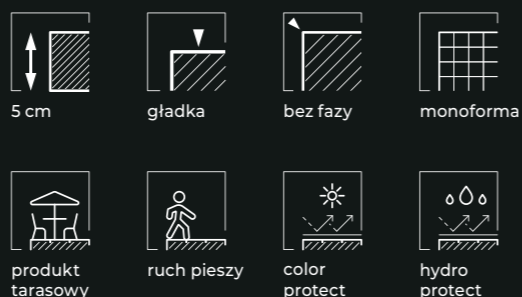 5 cm
gładka
bez fazy
monoforma
produkt
tarasowy
ruch pieszy
color
protect
hydro
protect